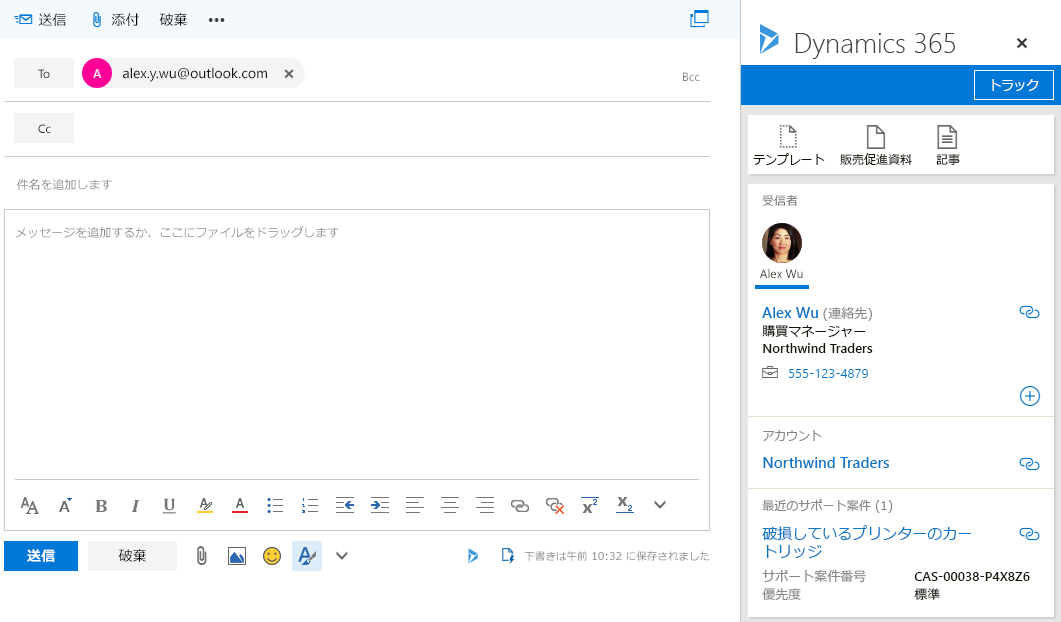 送信 添付 破棄 •••
To A alex.y.wu@outlook.com ✕ Bcc
Cc
件名を追加します
メッセージを追加するか、ここにファイルをドラッグします
B I U A A x² x₂
送信 破棄 下書きは午前 10:32 に保存されました
Dynamics 365 ✕
トラック
テンプレート 販売促進資料 記事
受信者
Alex Wu
Alex Wu (連絡先)
購買マネージャー
Northwind Traders
555-123-4879
アカウント
Northwind Traders
最近のサポート案件 (1)
破損しているプリンターのカー
トリッジ
サポート案件番号 CAS-00038-P4X8Z6
優先度 標準